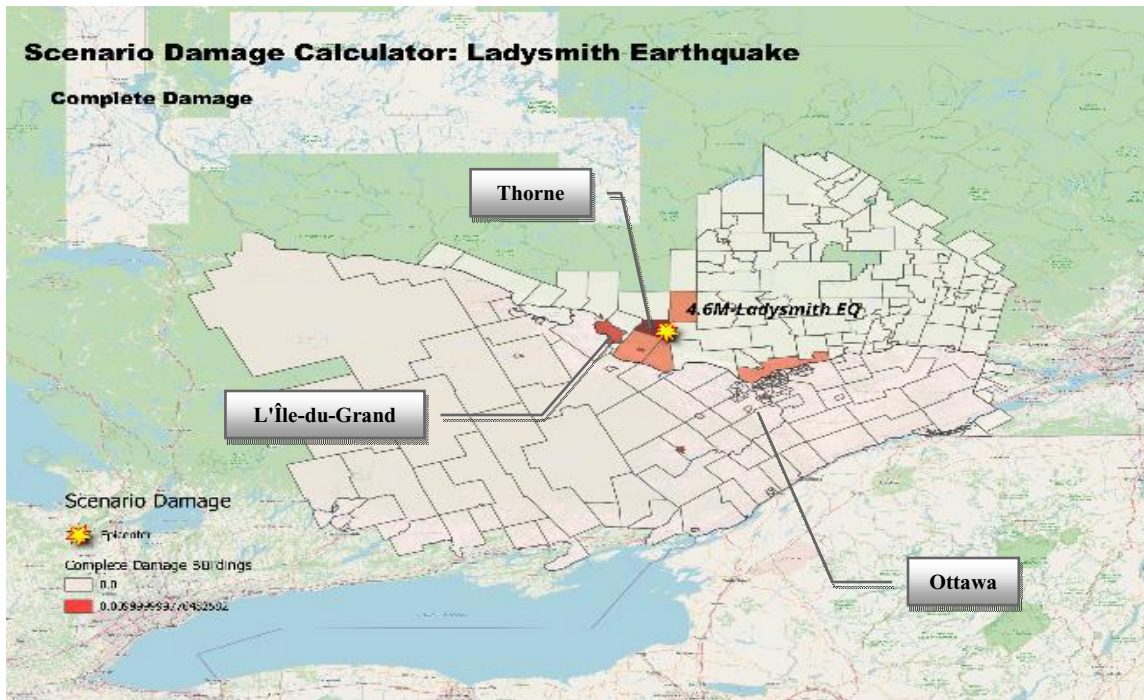 Scenario Damage Calculator: Ladysmith Earthquake
Complete Damage
Thorne
4.6M-Ladysmith EQ
L'Île-du-Grand
Scenario Damage
Epicenter
Complete Damage Buildings
0.0
Ottawa